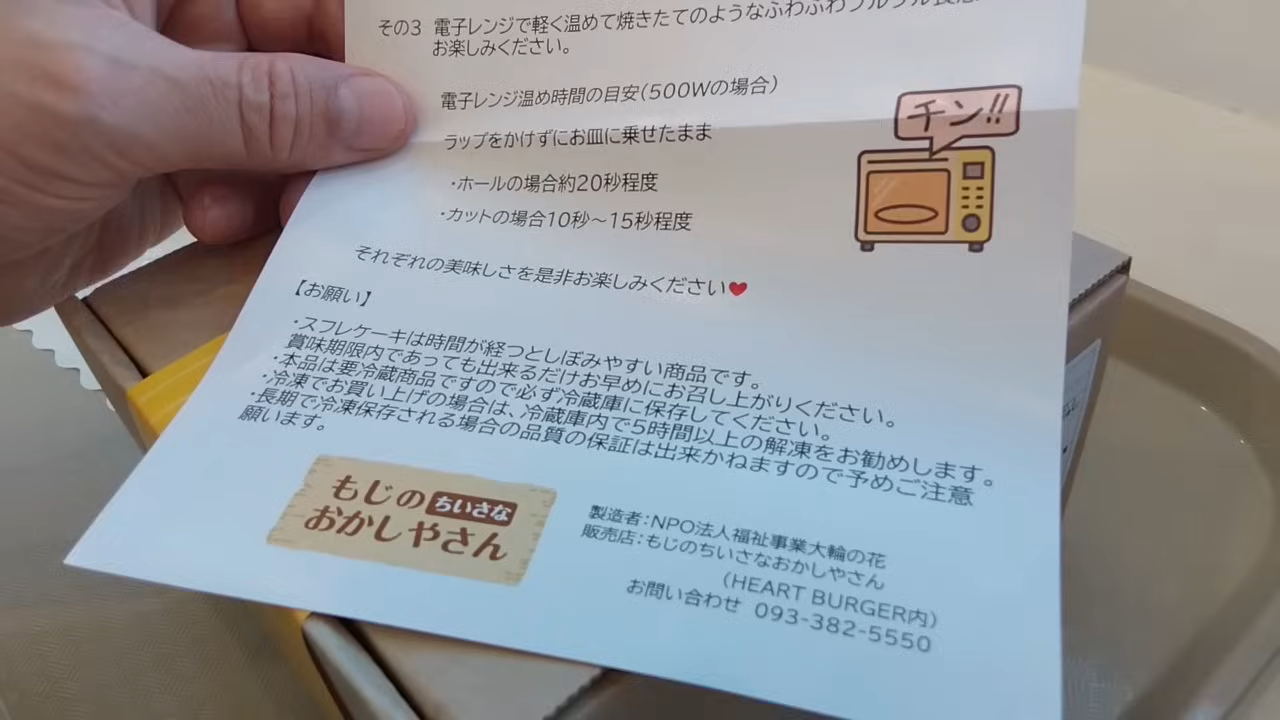 その3 電子レンジで軽く温めて焼きたてのようなふわふわプルプル食感
お楽しみください。
電子レンジ温め時間の目安(500Wの場合)
チン!!
ラップをかけずにお皿に乗せたまま
・ホールの場合約20秒程度
・カットの場合10秒～15秒程度
それぞれの美味しさを是非お楽しみください♥
【お願い】
・スフレケーキは時間が経つとしぼみやすい商品です。
賞味期限内であっても出来るだけお早めにお召し上がりください。
・本品は要冷蔵商品ですので必ず冷蔵庫に保存してください。
・冷凍でお買い上げの場合は、冷蔵庫内で5時間以上の解凍をお勧めします。
・長期で冷凍保存される場合の品質の保証は出来かねますので予めご注意
願います。
もじの ちいさな
おかしやさん
製造者:NPO法人福祉事業大輪の花
販売店:もじのちいさなおかしやさん
(HEART BURGER内)
お問い合わせ 093-382-5550